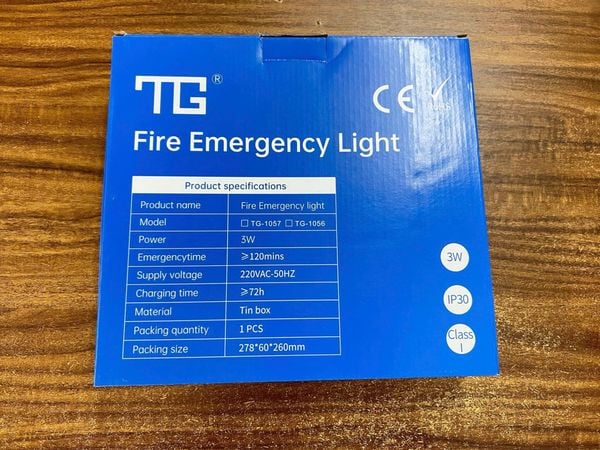 TG®
CE
Fire Emergency Light
Product specifications
Product name Fire Emergency light
Model ☐ TG-1057 ☐ TG-1056
Power 3W
Emergencytime ≥120mins
Supply voltage 220VAC-50HZ
Charging time ≥72h
Material Tin box
Packing quantity 1 PCS
Packing size 278*60*260mm
3W
IP30
Class
I